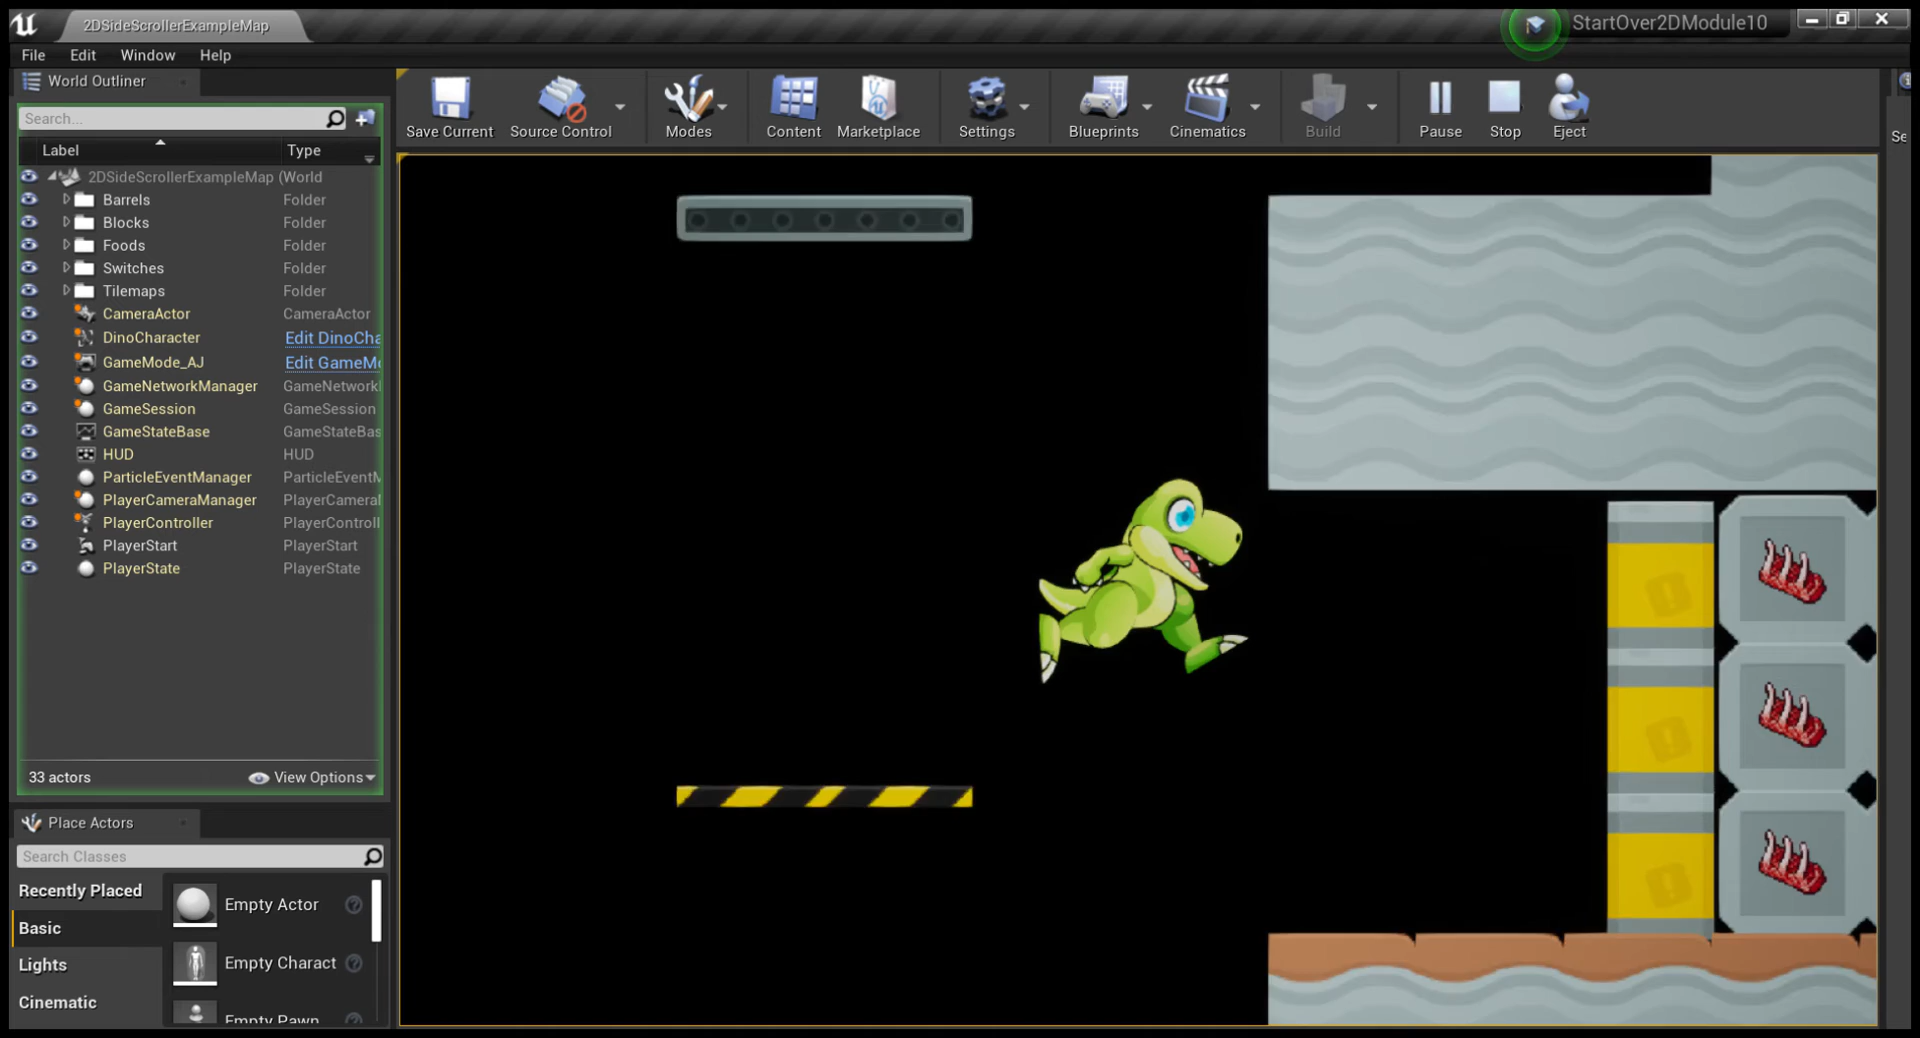 2DSideScrollerExampleMap
StartOver2DModule10
File Edit Window Help
World Outliner
Search...
Label Type
2DSideScrollerExampleMap (World
Barrels Folder
Blocks Folder
Foods Folder
Switches Folder
Tilemaps Folder
CameraActor CameraActor
DinoCharacter Edit DinoCha
GameMode_AJ Edit GameM
GameNetworkManager GameNetworkl
GameSession GameSession
GameStateBase GameStateBas
HUD HUD
ParticleEventManager ParticleEventM
PlayerCameraManager PlayerCameral
PlayerController PlayerControll
PlayerStart PlayerStart
PlayerState PlayerState
33 actors View Options
Place Actors
Search Classes
Recently Placed
Basic
Lights
Cinematic
Empty Actor
Empty Charact
Empty Pawn
Save Current Source Control Modes Content Marketplace Settings Blueprints Cinematics Build Pause Stop Eject
Se